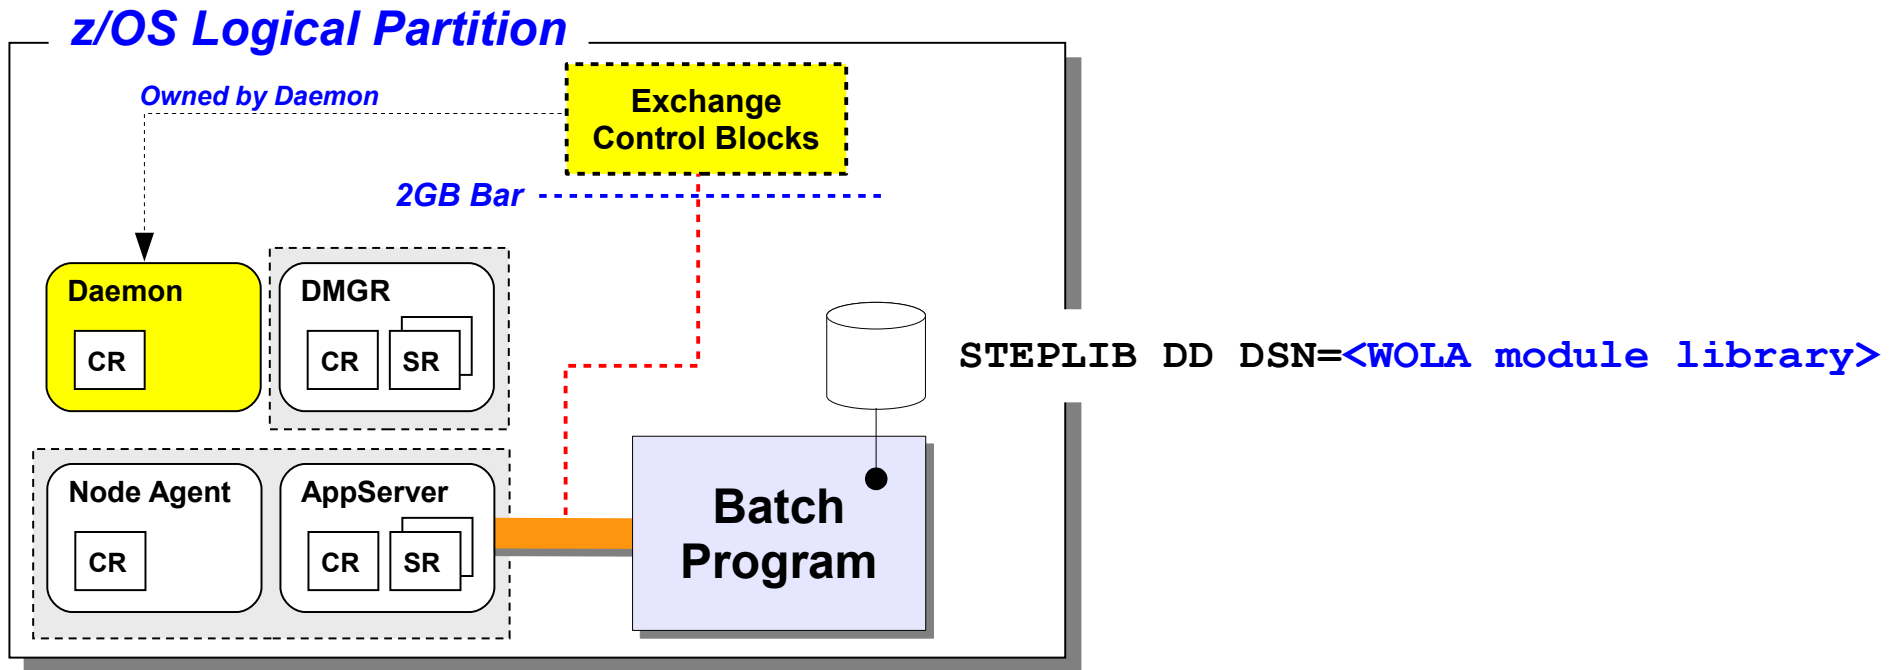 z/OS Logical Partition
Owned by Daemon
Exchange
Control Blocks
2GB Bar
Daemon
CR
DMGR
CR
SR
STEPLIB DD DSN=<WOLA module library>
Node Agent
CR
AppServer
CR
SR
Batch
Program